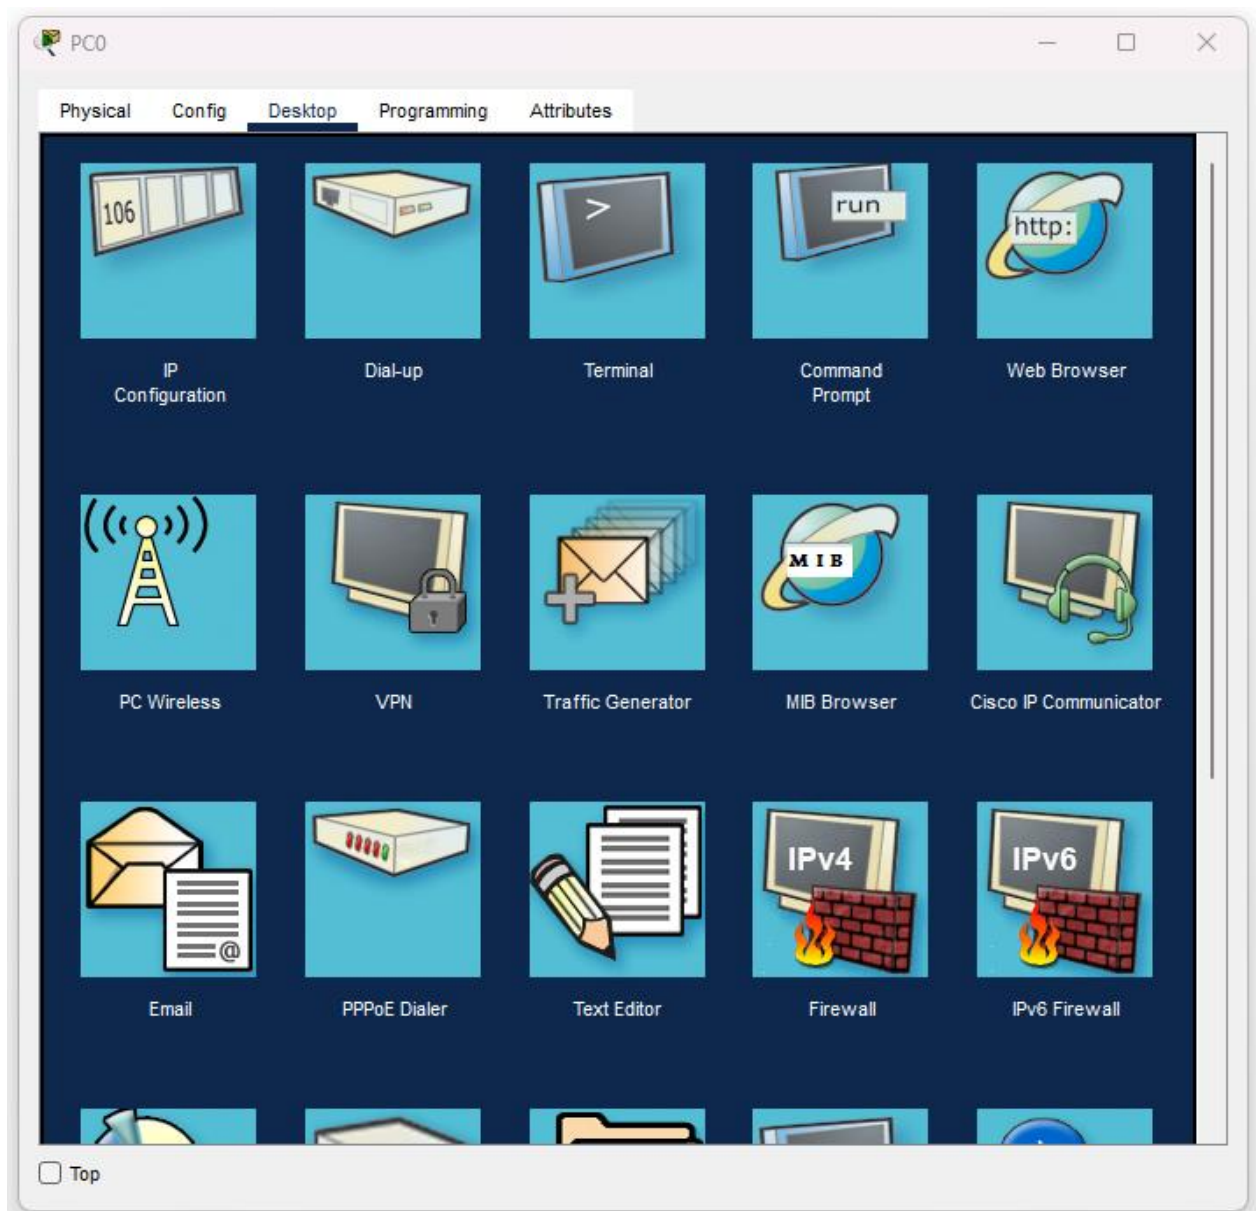 PC0
Physical Config Desktop Programming Attributes
106
>
run
http:
IP
Configuration
Dial-up
Terminal
Command
Prompt
Web Browser
MIB
PC Wireless
VPN
Traffic Generator
MIB Browser
Cisco IP Communicator
@
IPv4
IPv6
Email
PPPoE Dialer
Text Editor
Firewall
IPv6 Firewall
Top